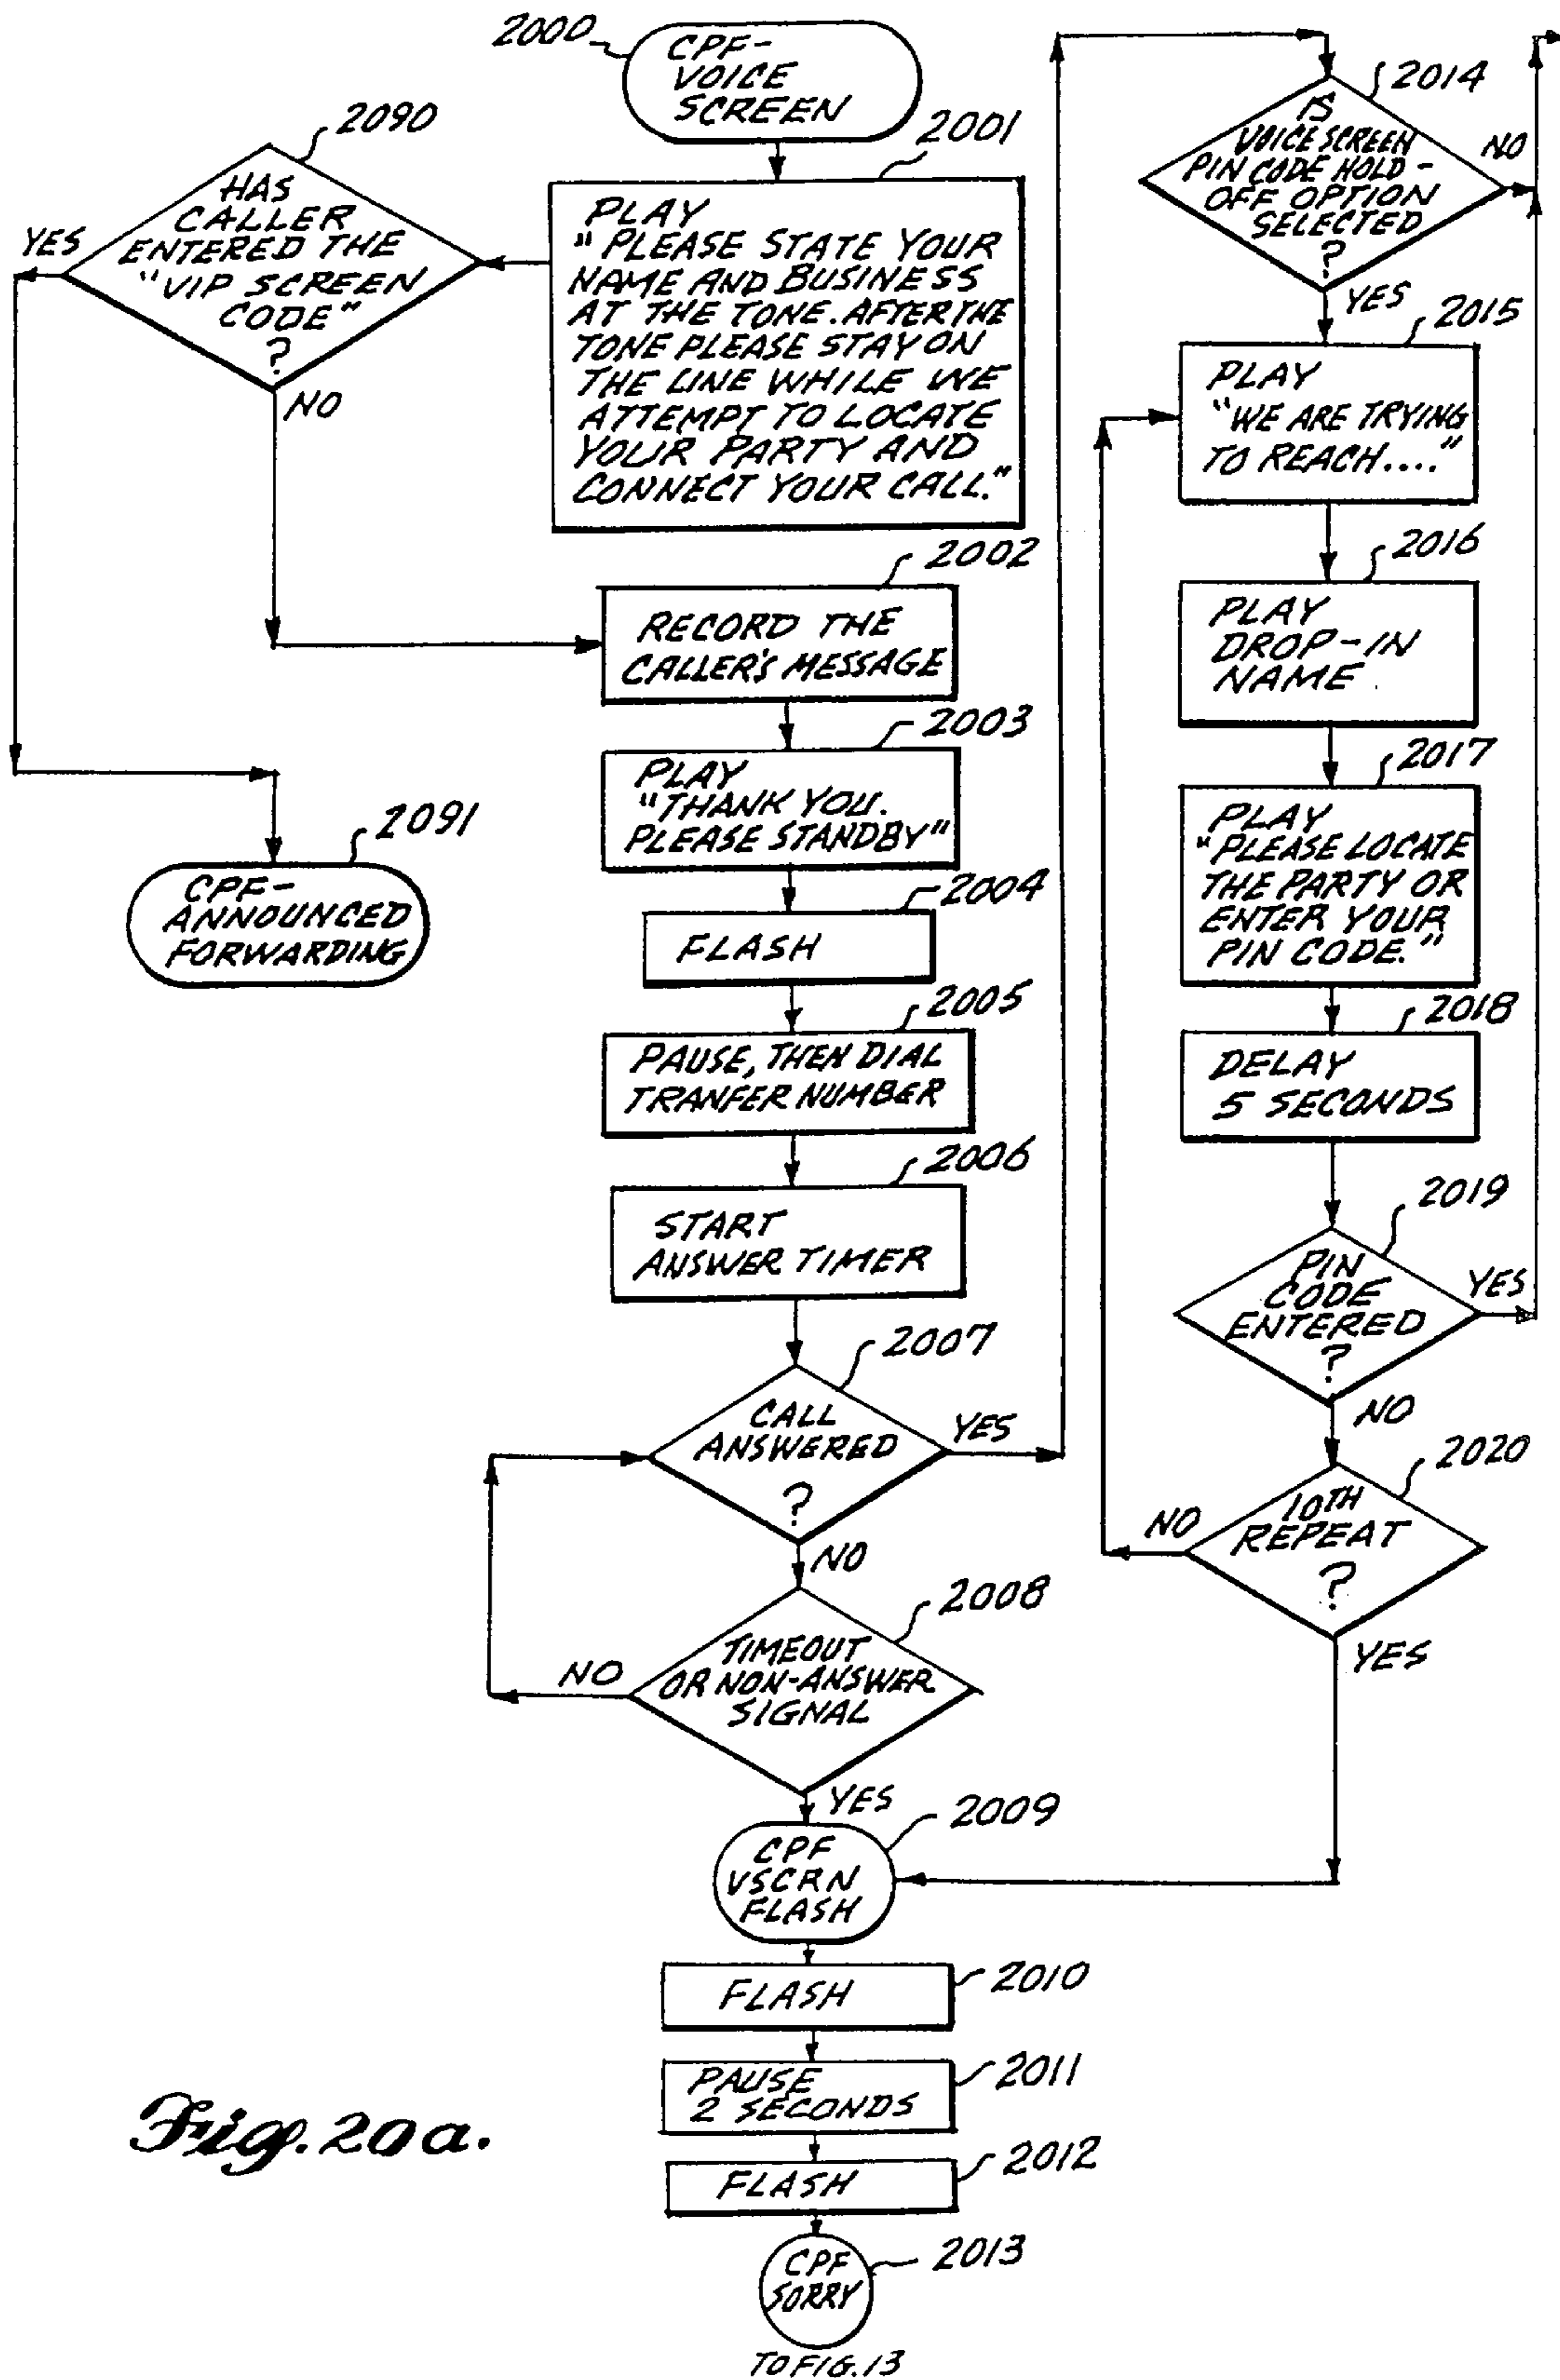 2000
CPF-
VOICE
SCREEN
2090
HAS
CALLER
ENTERED THE
"VIP SCREEN
CODE"
?
YES
NO
2001
PLAY
"PLEASE STATE YOUR
NAME AND BUSINESS
AT THE TONE. AFTER THE
TONE PLEASE STAY ON
THE LINE WHILE WE
ATTEMPT TO LOCATE
YOUR PARTY AND
CONNECT YOUR CALL."
2002
RECORD THE
CALLER'S MESSAGE
2003
PLAY
"THANK YOU.
PLEASE STANDBY"
2091
CPF-
ANNOUNCED
FORWARDING
2004
FLASH
2005
PAUSE, THEN DIAL
TRANFER NUMBER
2006
START
ANSWER TIMER
2007
CALL
ANSWERED
?
YES
NO
2008
TIMEOUT
OR NON-ANSWER
SIGNAL
NO
YES
2009
CPF
VSCRN
FLASH
2010
FLASH
2011
PAUSE
2 SECONDS
2012
FLASH
2013
CPF
SORRY
TO FIG. 13
2014
IS
VOICE SCREEN
PIN CODE HOLD-
OFF OPTION
SELECTED
?
NO
YES
2015
PLAY
"WE ARE TRYING
TO REACH...."
2016
PLAY
DROP-IN
NAME
2017
PLAY
"PLEASE LOCATE
THE PARTY OR
ENTER YOUR
PIN CODE."
2018
DELAY
5 SECONDS
2019
PIN
CODE
ENTERED
?
YES
NO
2020
10TH
REPEAT
?
NO
YES
Fig. 20a.